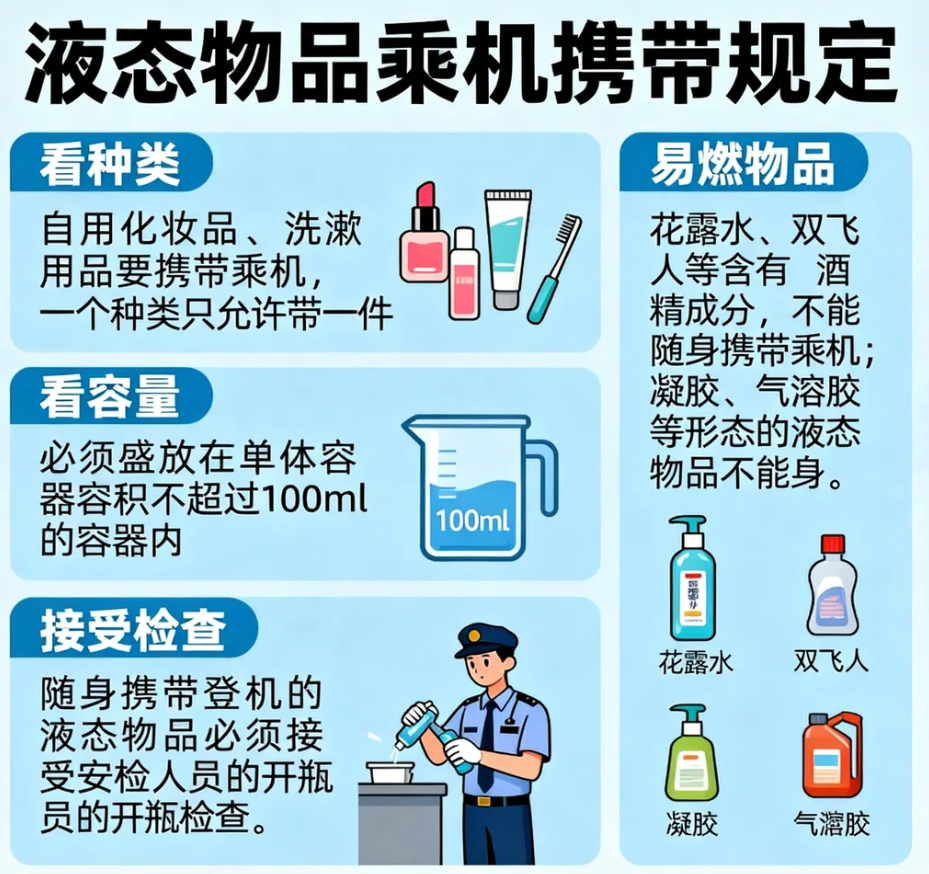 液态物品乘机携带规定
看种类
自用化妆品、洗漱
用品要携带乘机，
一个种类只允许带一件
看容量
必须盛放在单体容
器容积不超过100ml
的容器内
100ml
接受检查
随身携带登机的
液态物品必须接
受安检人员的开瓶
员的开瓶检查。
易燃物品
花露水、双飞
人等含有 酒
精成分，不能
随身携带乘机；
凝胶、气溶胶
等形态的液态
物品不能身。
花露水
双飞人
凝胶
气溶胶